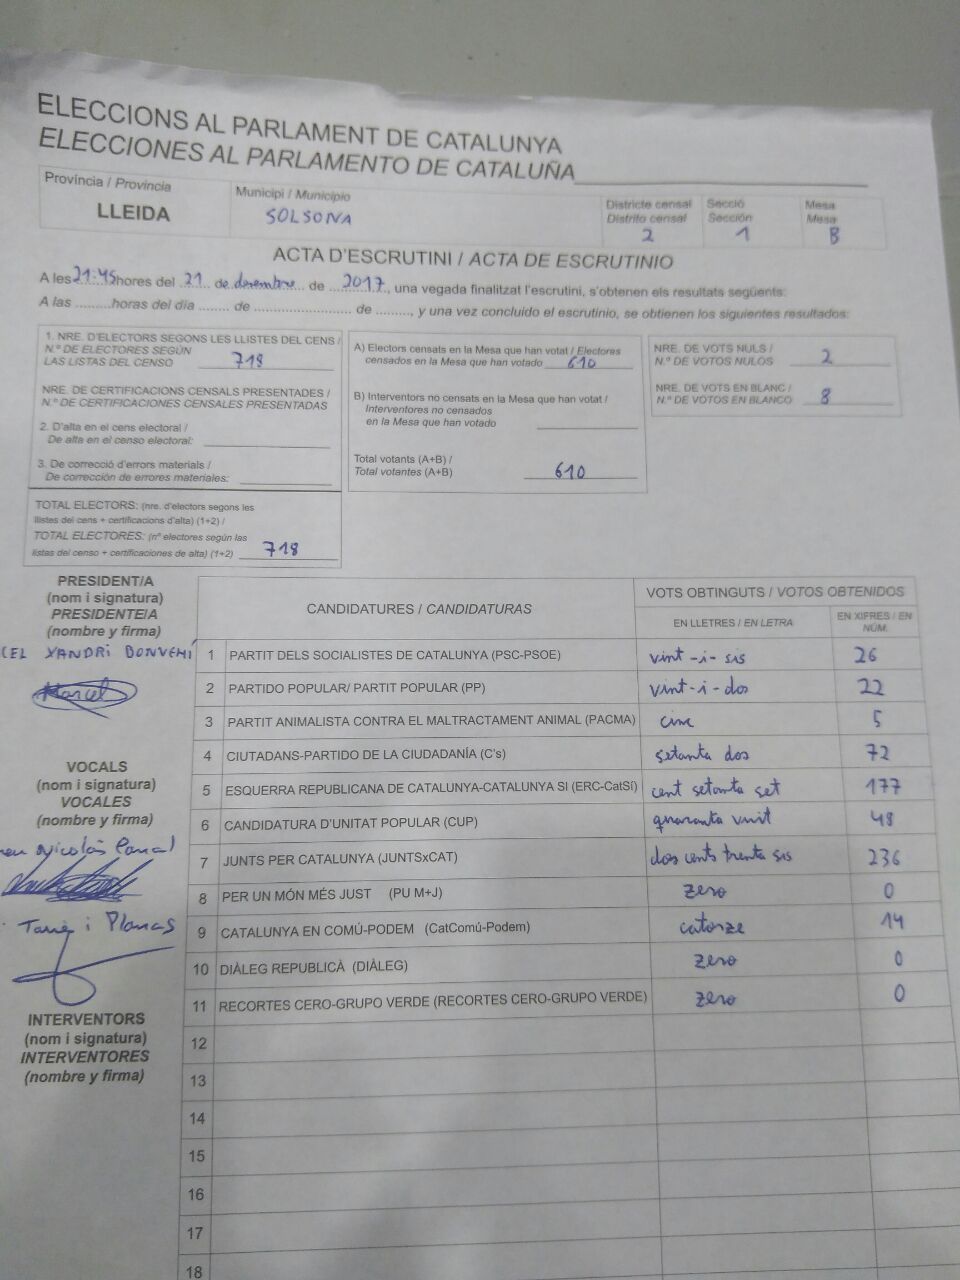 ELECCIONS AL PARLAMENT DE CATALUNYA
ELECCIONES AL PARLAMENTO DE CATALUÑA
Província / Provincia
LLEIDA
Municipi / Municipio
SOLSONA
Districte censal
Distrito censal
2
Secció
Sección
1
Mesa
Mesa
B
ACTA D'ESCRUTINI / ACTA DE ESCRUTINIO
A les 21:45 hores del 21 de desembre de 2017, una vegada finalitzat l'escrutini, s'obtenen els resultats següents:
A las .........horas del día ........ de ......................... de ........., y una vez concluido el escrutinio, se obtienen los siguientes resultados:
1. NRE. D'ELECTORS SEGONS LES LLISTES DEL CENS /
N.º DE ELECTORES SEGÚN
LAS LISTAS DEL CENSO 718
NRE. DE CERTIFICACIONS CENSALS PRESENTADES /
N.º DE CERTIFICACIONES CENSALES PRESENTADAS
2. D'alta en el cens electoral /
De alta en el censo electoral:
3. De correcció d'errors materials /
De corrección de errores materiales:
TOTAL ELECTORS: (nre. d'electors segons les
llistes del cens + certificacions d'alta) (1+2) /
TOTAL ELECTORES: (nº electores según las
listas del censo + certificaciones de alta) (1+2) 718
A) Electors censats en la Mesa que han votat / Electores
censados en la Mesa que han votado 610
B) Interventors no censats en la Mesa que han votat /
Interventores no censados
en la Mesa que han votado
Total votants (A+B) /
Total votantes (A+B) 610
NRE. DE VOTS NULS /
N.º DE VOTOS NULOS 2
NRE. DE VOTS EN BLANC /
N.º DE VOTOS EN BLANCO 8
PRESIDENT/A
(nom i signatura)
PRESIDENTE/A
(nombre y firma)
CEL XANDRI BONVEHÍ
Marcel
VOCALS
(nom i signatura)
VOCALES
(nombre y firma)
Nicolás
i Planas
INTERVENTORS
(nom i signatura)
INTERVENTORES
(nombre y firma)
CANDIDATURES / CANDIDATURAS
VOTS OBTINGUTS / VOTOS OBTENIDOS
EN LLETRES / EN LETRA
EN XIFRES / EN NÚM.
1 PARTIT DELS SOCIALISTES DE CATALUNYA (PSC-PSOE) vint-i-sis 26
2 PARTIDO POPULAR/ PARTIT POPULAR (PP) vint-i-dos 22
3 PARTIT ANIMALISTA CONTRA EL MALTRACTAMENT ANIMAL (PACMA) cinc 5
4 CIUTADANS-PARTIDO DE LA CIUDADANÍA (C's) setanta dos 72
5 ESQUERRA REPUBLICANA DE CATALUNYA-CATALUNYA SI (ERC-CatSí) cent setanta set 177
6 CANDIDATURA D'UNITAT POPULAR (CUP) quaranta vuit 48
7 JUNTS PER CATALUNYA (JUNTSxCAT) dos cents trenta sis 236
8 PER UN MÓN MÉS JUST (PU M+J) zero 0
9 CATALUNYA EN COMÚ-PODEM (CatComú-Podem) catorze 14
10 DIÀLEG REPUBLICÀ (DIÀLEG) zero 0
11 RECORTES CERO-GRUPO VERDE (RECORTES CERO-GRUPO VERDE) zero 0
12
13
14
15
16
17
18